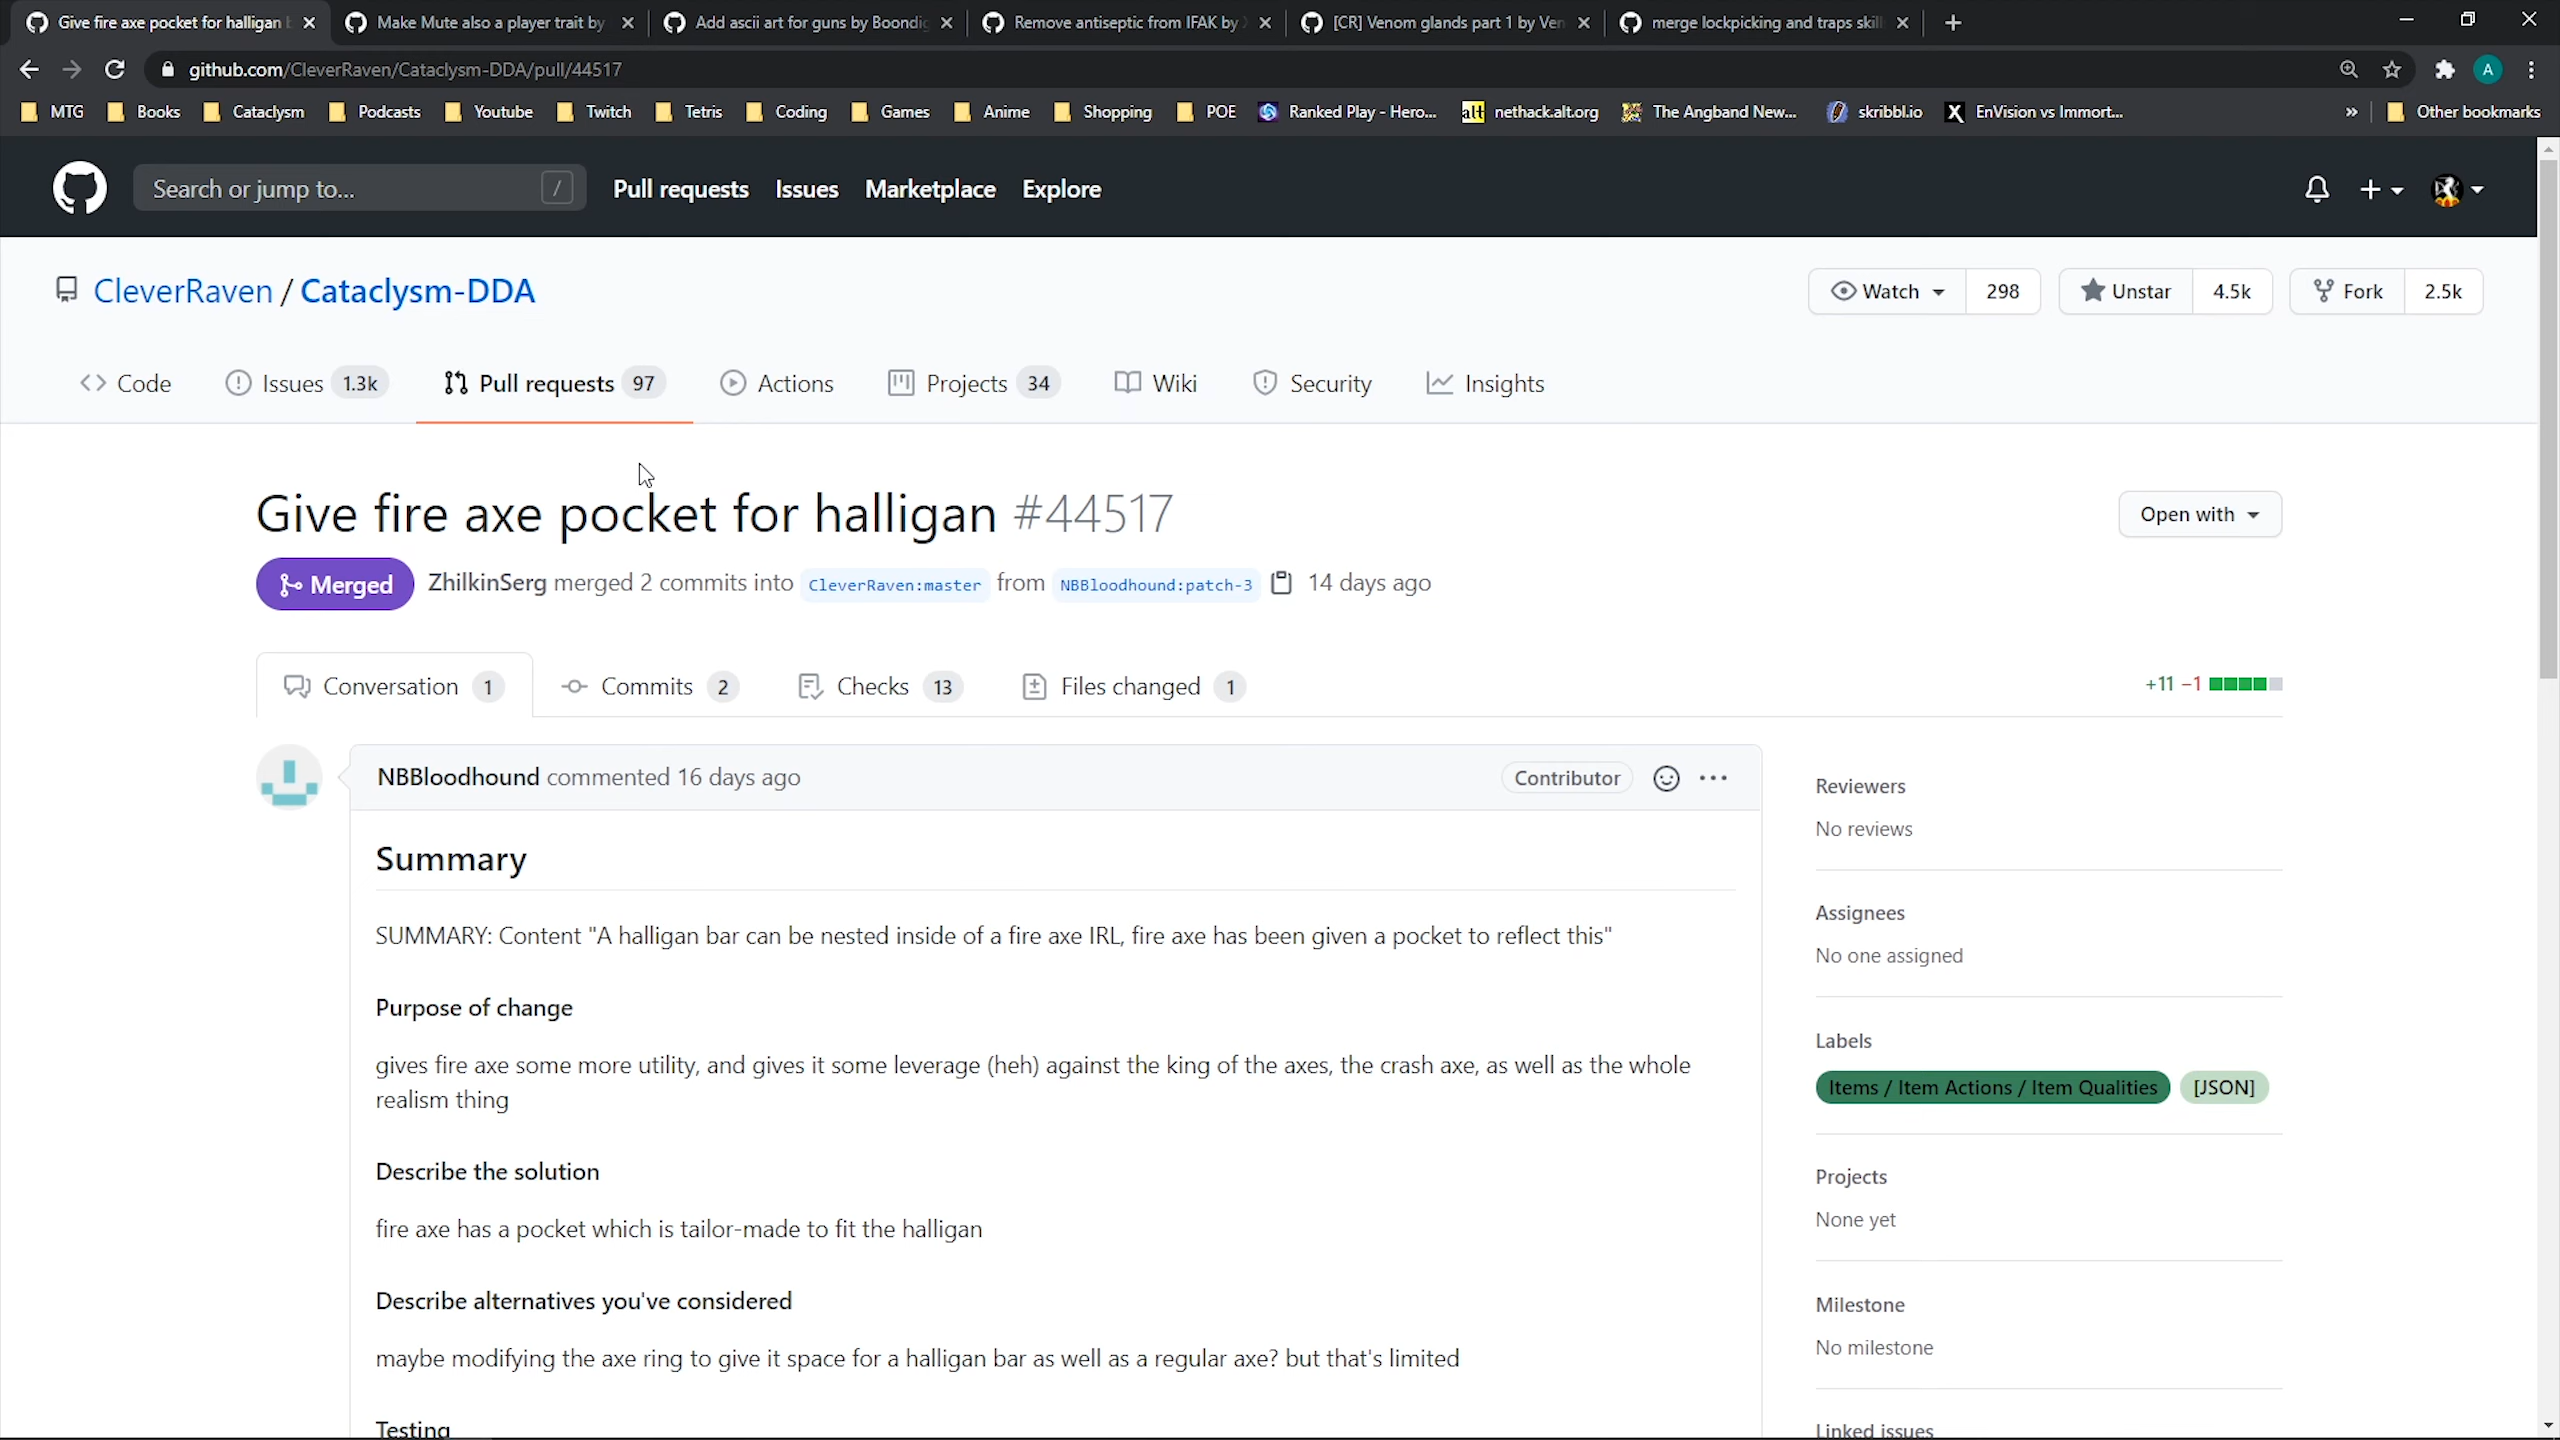 Give fire axe pocket for halligan
Make Mute also a player trait by
Add ascii art for guns by Boondig
Remove antiseptic from IFAK by
[CR] Venom glands part 1 by Ven
merge lockpicking and traps skill
github.com/CleverRaven/Cataclysm-DDA/pull/44517
A
MTG
Books
Cataclysm
Podcasts
Youtube
Twitch
Tetris
Coding
Games
Anime
Shopping
POE
Ranked Play - Hero...
alt
nethack.alt.org
The Angband New...
skribbl.io
EnVision vs Immort...
»
Other bookmarks
Search or jump to...
/
Pull requests
Issues
Marketplace
Explore
CleverRaven / Cataclysm-DDA
Watch
298
Unstar
4.5k
Fork
2.5k
Code
Issues 1.3k
Pull requests 97
Actions
Projects 34
Wiki
Security
Insights
Give fire axe pocket for halligan #44517
Open with
Merged
ZhilkinSerg merged 2 commits into CleverRaven:master from NBBloodhound:patch-3 14 days ago
Conversation 1
Commits 2
Checks 13
Files changed 1
+11 −1
NBBloodhound commented 16 days ago
Contributor
Summary
SUMMARY: Content "A halligan bar can be nested inside of a fire axe IRL, fire axe has been given a pocket to reflect this"
Purpose of change
gives fire axe some more utility, and gives it some leverage (heh) against the king of the axes, the crash axe, as well as the whole
realism thing
Describe the solution
fire axe has a pocket which is tailor-made to fit the halligan
Describe alternatives you've considered
maybe modifying the axe ring to give it space for a halligan bar as well as a regular axe? but that's limited
Testing
Reviewers
No reviews
Assignees
No one assigned
Labels
Items / Item Actions / Item Qualities
[JSON]
Projects
None yet
Milestone
No milestone
Linked issues